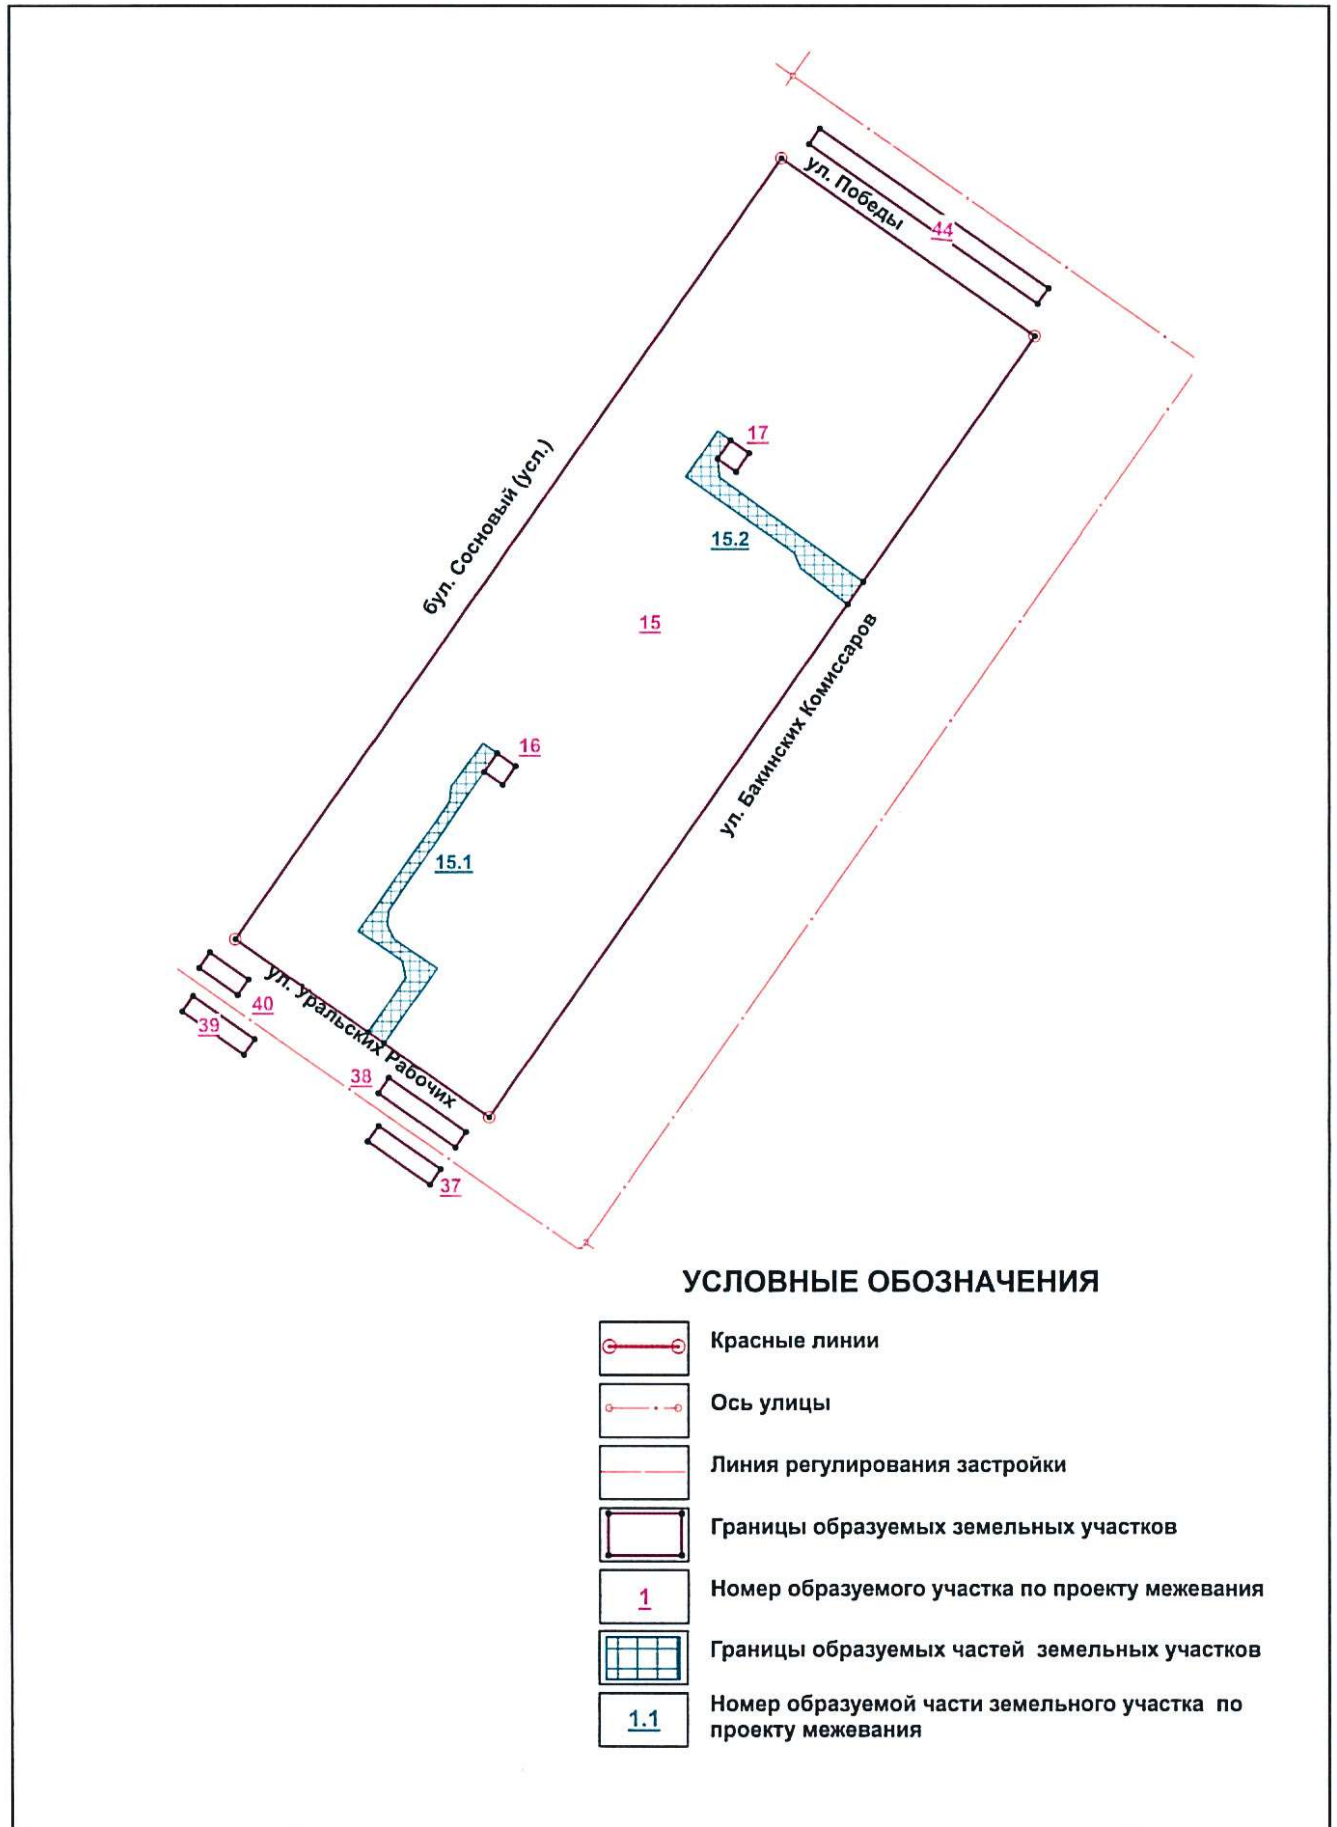 ул. Победы
44
17
бул. Сосновый (усл.)
15.2
15
ул. Бакинских Комиссаров
16
15.1
ул. Уральских Рабочих
40
39
38
37
УСЛОВНЫЕ ОБОЗНАЧЕНИЯ
Красные линии
Ось улицы
Линия регулирования застройки
Границы образуемых земельных участков
1
Номер образуемого участка по проекту межевания
Границы образуемых частей земельных участков
1.1
Номер образуемой части земельного участка по
проекту межевания